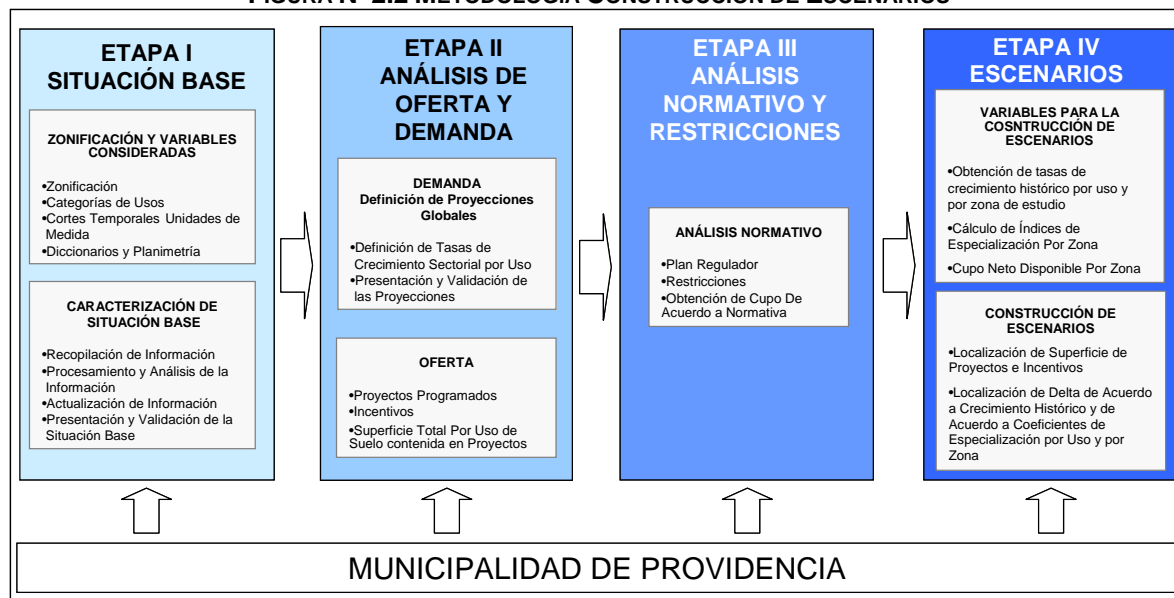 FIGURA Nº 2.2 METODOLOGÍA CONSTRUCCIÓN DE ESCENARIOS
ETAPA I
SITUACIÓN BASE
ZONIFICACIÓN Y VARIABLES
CONSIDERADAS
•Zonificación
•Categorías de Usos
•Cortes Temporales Unidades de
Medida
•Diccionarios y Planimetría
CARACTERIZACIÓN DE
SITUACIÓN BASE
•Recopilación de Información
•Procesamiento y Análisis de la
Información
•Actualización de Información
•Presentación y Validación de la
Situación Base
ETAPA II
ANÁLISIS DE
OFERTA Y
DEMANDA
DEMANDA
Definición de Proyecciones
Globales
•Definición de Tasas de
Crecimiento Sectorial por Uso
•Presentación y Validación de
las Proyecciones
OFERTA
•Proyectos Programados
•Incentivos
•Superficie Total Por Uso de
Suelo contenida en Proyectos
ETAPA III
ANÁLISIS
NORMATIVO Y
RESTRICCIONES
ANÁLISIS NORMATIVO
•Plan Regulador
•Restricciones
•Obtención de Cupo De
Acuerdo a Normativa
ETAPA IV
ESCENARIOS
VARIABLES PARA LA
COSNTRUCCIÓN DE
ESCENARIOS
•Obtención de tasas de
crecimiento histórico por uso y
por zona de estudio
•Cálculo de Índices de
Especialización Por Zona
•Cupo Neto Disponible Por Zona
CONSTRUCCIÓN DE
ESCENARIOS
•Localización de Superficie de
Proyectos e Incentivos
•Localización de Delta de Acuerdo
a Crecimiento Histórico y de
Acuerdo a Coeficientes de
Especialización por Uso y por
Zona
MUNICIPALIDAD DE PROVIDENCIA